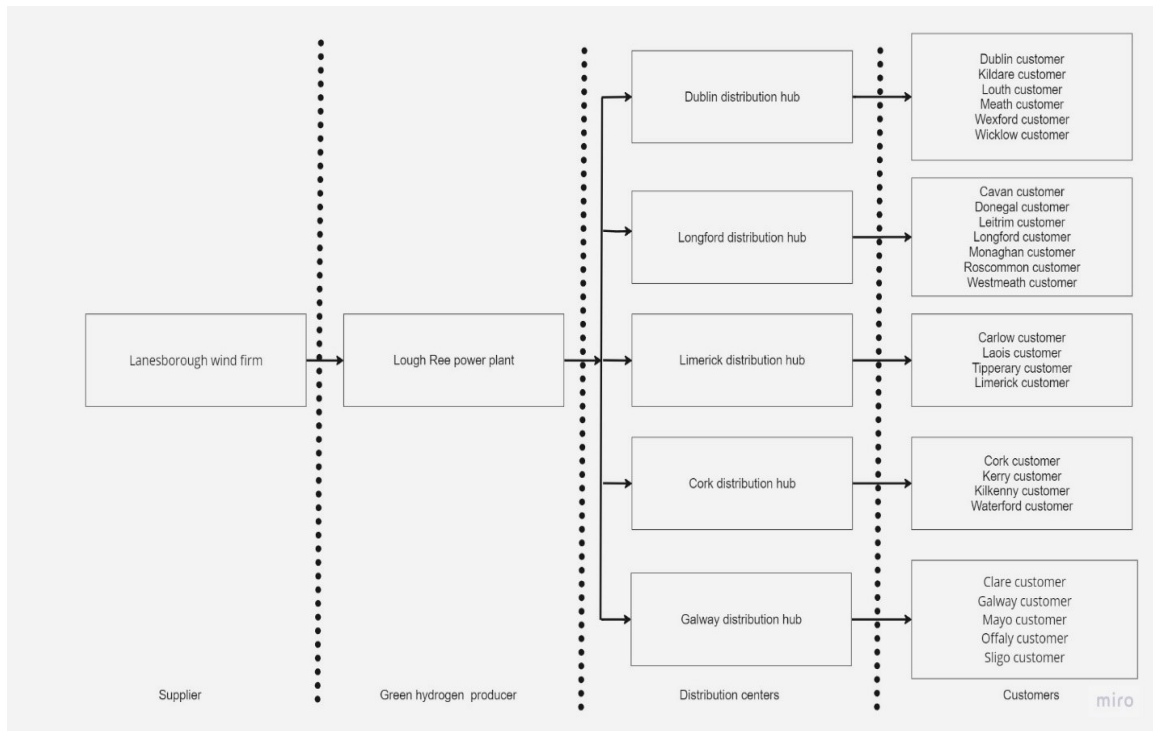 Lanesborough wind firm
Lough Ree power plant
Dublin distribution hub
Longford distribution hub
Limerick distribution hub
Cork distribution hub
Galway distribution hub
Dublin customer
Kildare customer
Louth customer
Meath customer
Wexford customer
Wicklow customer
Cavan customer
Donegal customer
Leitrim customer
Longford customer
Monaghan customer
Roscommon customer
Westmeath customer
Carlow customer
Laois customer
Tipperary customer
Limerick customer
Cork customer
Kerry customer
Kilkenny customer
Waterford customer
Clare customer
Galway customer
Mayo customer
Offaly customer
Sligo customer
Supplier
Green hydrogen producer
Distribution centers
Customers
miro